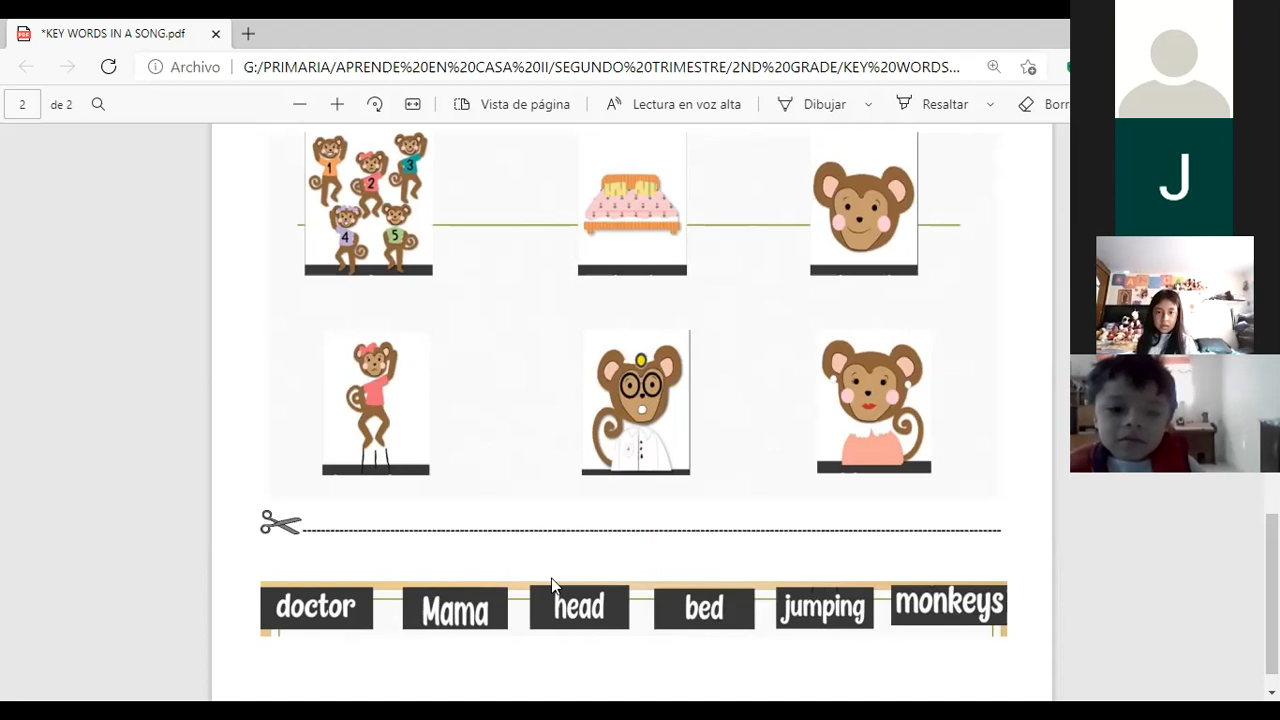 *KEY WORDS IN A SONG.pdf
Archivo G:/PRIMARIA/APRENDE%20EN%20CASA%20II/SEGUNDO%20TRIMESTRE/2ND%20GRADE/KEY%20WORDS...
2 de 2 Vista de página Lectura en voz alta Dibujar Resaltar Borr
J
1 2 3
4 5
doctor Mama head bed jumping monkeys